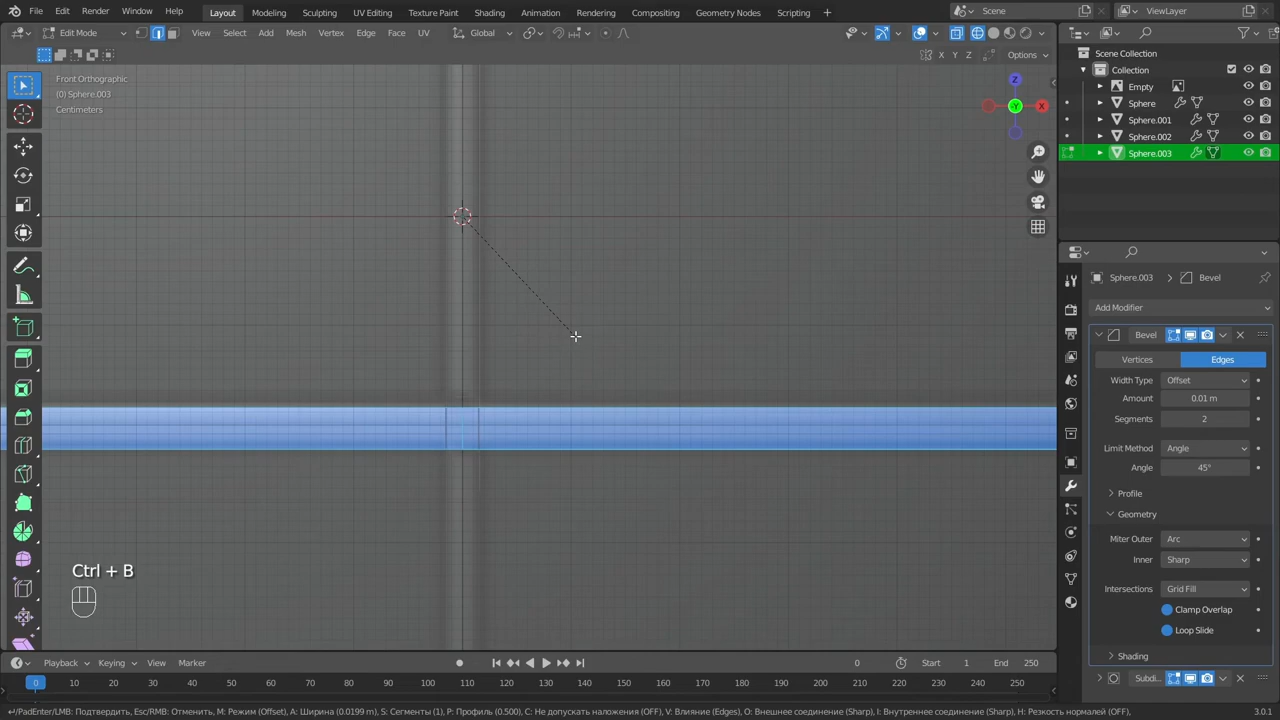 File Edit Render Window Help Layout Modeling Sculpting UV Editing Texture Paint Shading Animation Rendering Compositing Geometry Nodes Scripting + Scene ViewLayer
Edit Mode View Select Add Mesh Vertex Edge Face UV Global
X Y Z Options
Front Orthographic
(0) Sphere.003
Centimeters
Z
Y
X
Scene Collection
Collection
Empty
Sphere
Sphere.001
Sphere.002
Sphere.003
Sphere.003 > Bevel
Add Modifier
Bevel
Vertices Edges
Width Type Offset
Amount 0.01 m
Segments 2
Limit Method Angle
Angle 45°
Profile
Geometry
Miter Outer Arc
Inner Sharp
Intersections Grid Fill
Clamp Overlap
Loop Slide
Shading
Subdi...
Ctrl + B
Playback Keying View Marker 0 Start 1 End 250
0 10 20 30 40 50 60 70 80 90 100 110 120 130 140 150 160 170 180 190 200 210 220 230 240 250
↵/PadEnter/LMB: Подтвердить, Esc/RMB: Отменить, M: Режим (Offset), A: Ширина (0.0199 m), S: Сегменты (1), P: Профиль (0.500), C: Не допускать наложения (OFF), V: Влияние (Edges), O: Внешнее соединение (Sharp), I: Внутреннее соединение (Sharp), H: Резкость нормалей (OFF), 3.0.1